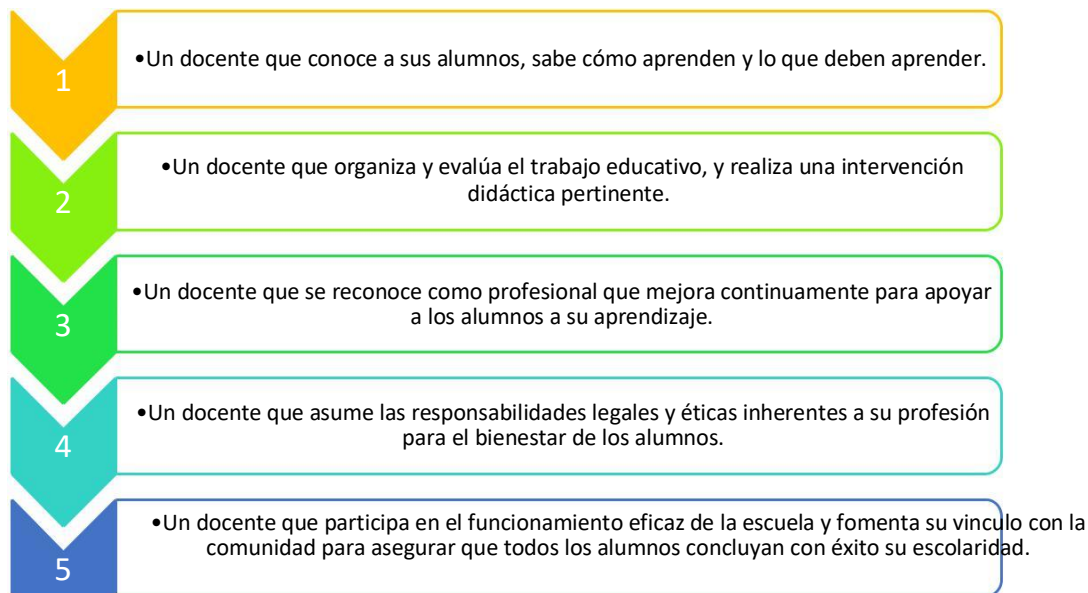 1
•Un docente que conoce a sus alumnos, sabe cómo aprenden y lo que deben aprender.
2
•Un docente que organiza y evalúa el trabajo educativo, y realiza una intervención
didáctica pertinente.
3
•Un docente que se reconoce como profesional que mejora continuamente para apoyar
a los alumnos a su aprendizaje.
4
•Un docente que asume las responsabilidades legales y éticas inherentes a su profesión
para el bienestar de los alumnos.
5
•Un docente que participa en el funcionamiento eficaz de la escuela y fomenta su vinculo con la
comunidad para asegurar que todos los alumnos concluyan con éxito su escolaridad.